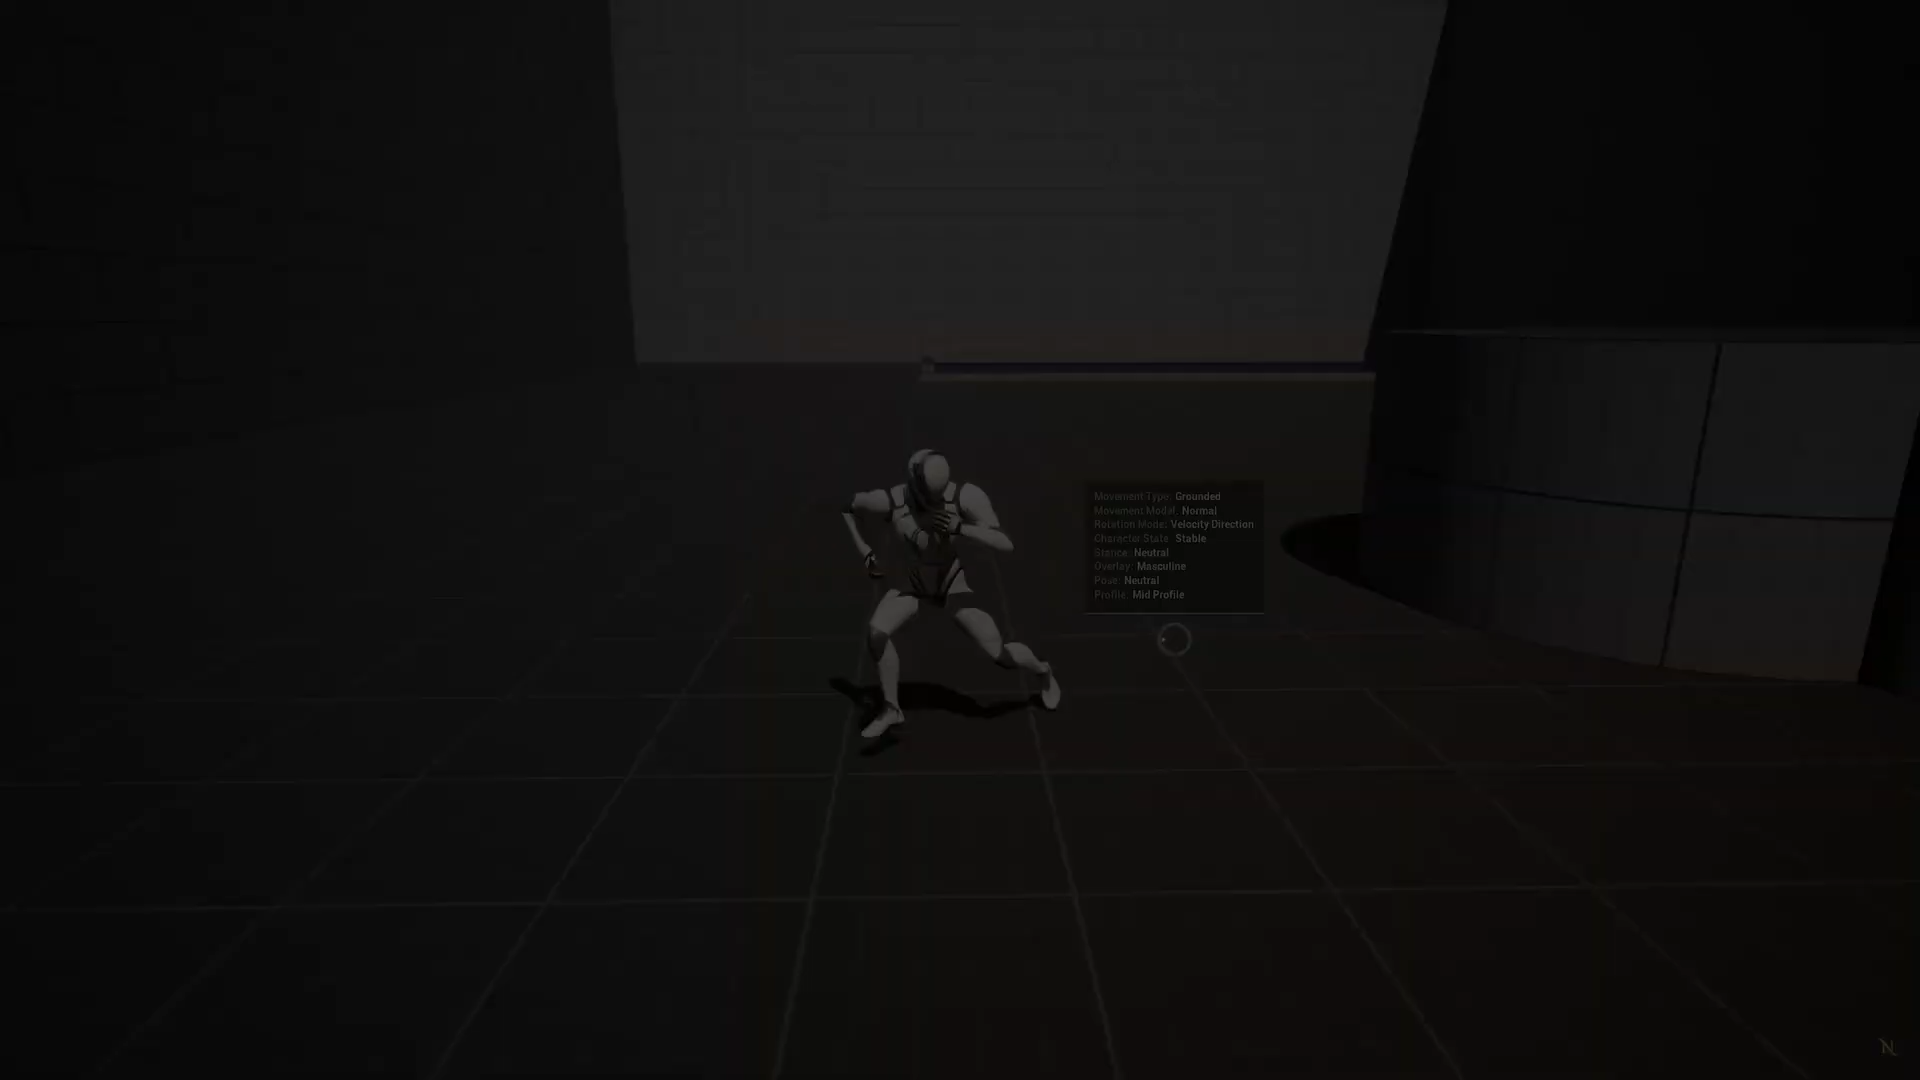 Movement Type: Grounded
Movement Model: Normal
Rotation Mode: Velocity Direction
Character State: Stable
Stance: Neutral
Overlay: Masculine
Pose: Neutral
Profile: Mid Profile
N